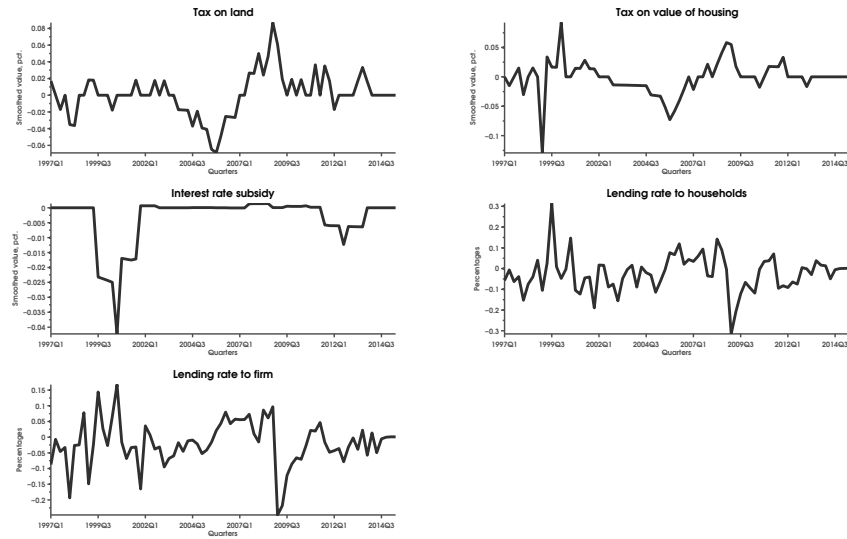 Tax on land
Smoothed value, pct.
0.08
0.06
0.04
0.02
0
−0.02
−0.04
−0.06
1997Q1 1999Q3 2002Q1 2004Q3 2007Q1 2009Q3 2012Q1 2014Q3
Quarters
Tax on value of housing
Smoothed value, pct.
0.05
0
−0.05
−0.1
1997Q1 1999Q3 2002Q1 2004Q3 2007Q1 2009Q3 2012Q1 2014Q3
Quarters
Interest rate subsidy
Smoothed value, pct.
0
−0.005
−0.01
−0.015
−0.02
−0.025
−0.03
−0.035
−0.04
1997Q1 1999Q3 2002Q1 2004Q3 2007Q1 2009Q3 2012Q1 2014Q3
Quarters
Lending rate to households
Percentages
0.3
0.2
0.1
0
−0.1
−0.2
−0.3
1997Q1 1999Q3 2002Q1 2004Q3 2007Q1 2009Q3 2012Q1 2014Q3
Quarters
Lending rate to firm
Percentages
0.15
0.1
0.05
0
−0.05
−0.1
−0.15
−0.2
1997Q1 1999Q3 2002Q1 2004Q3 2007Q1 2009Q3 2012Q1 2014Q3
Quarters